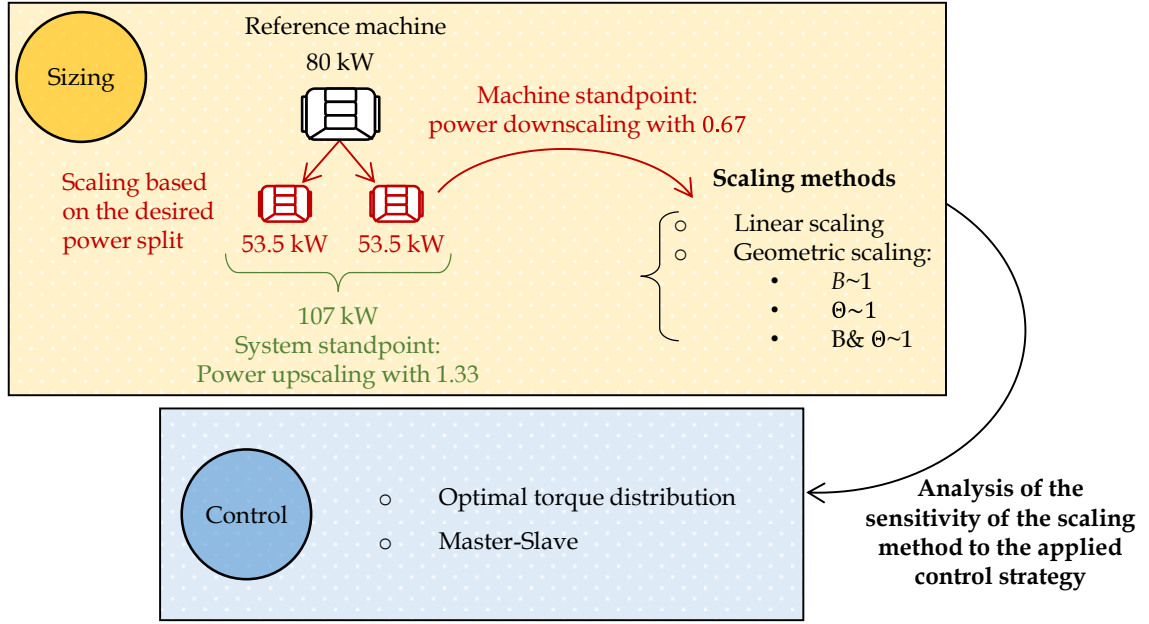 Sizing
Reference machine
80 kW
Machine standpoint:
power downscaling with 0.67
Scaling based
on the desired
power split
53.5 kW
53.5 kW
107 kW
System standpoint:
Power upscaling with 1.33
Scaling methods
○ Linear scaling
○ Geometric scaling:
• B~1
• Θ~1
• B& Θ~1
Control
○ Optimal torque distribution
○ Master-Slave
Analysis of the
sensitivity of the scaling
method to the applied
control strategy